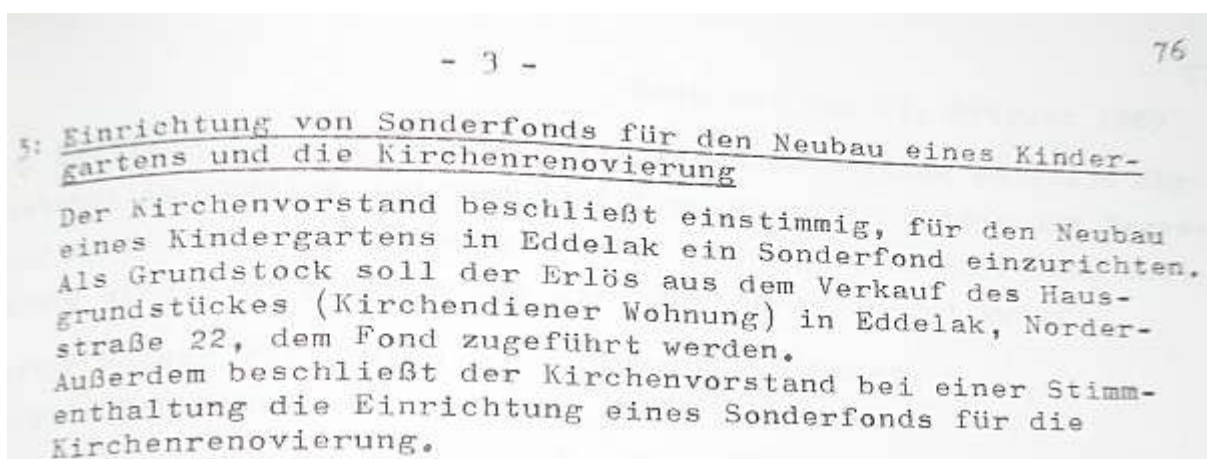 - 3 -
76
5: Einrichtung von Sonderfonds für den Neubau eines Kinder-
gartens und die Kirchenrenovierung
Der Kirchenvorstand beschließt einstimmig, für den Neubau
eines Kindergartens in Eddelak ein Sonderfond einzurichten.
Als Grundstock soll der Erlös aus dem Verkauf des Haus-
grundstückes (Kirchendiener Wohnung) in Eddelak, Norder-
straße 22, dem Fond zugeführt werden.
Außerdem beschließt der Kirchenvorstand bei einer Stimm-
enthaltung die Einrichtung eines Sonderfonds für die
Kirchenrenovierung.